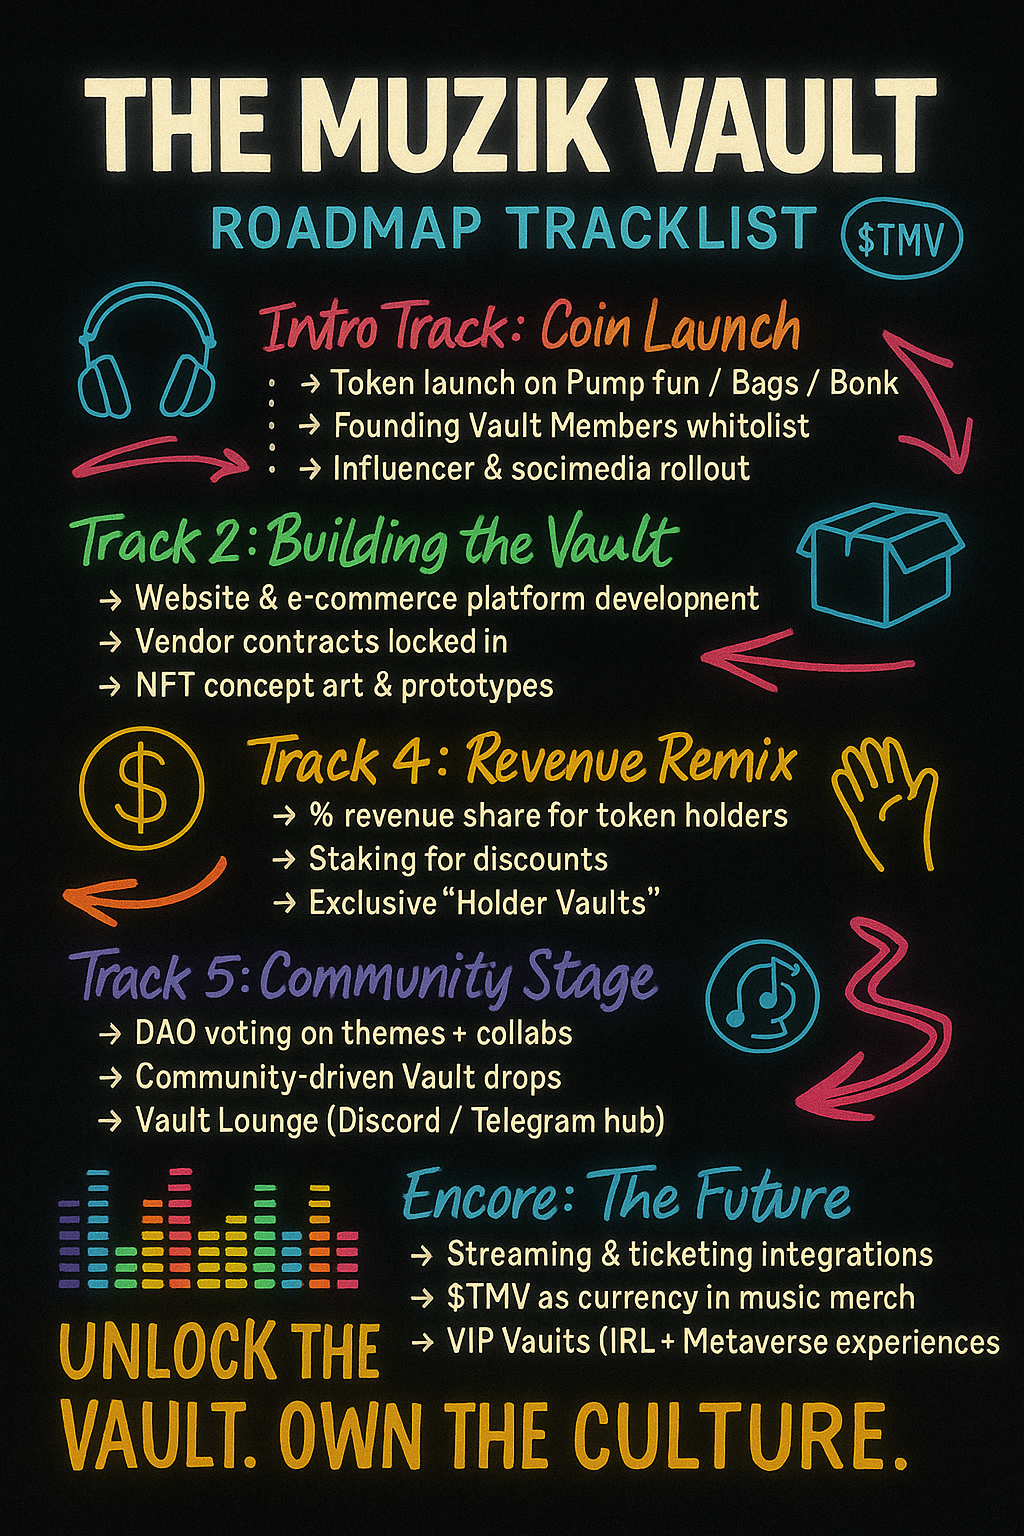 THE MUZIK VAULT
ROADMAP TRACKLIST
$TMV
Intro Track: Coin Launch
→ Token launch on Pump fun / Bags / Bonk
→ Founding Vault Members whitolist
→ Influencer & socimedia rollout
Track 2: Building the Vault
→ Website & e-commerce platform developnent
→ Vendor contracts locked in
→ NFT concept art & prototypes
$
Track 4: Revenue Remix
→ % revenue share for token holders
→ Staking for discounts
→ Exclusive “Holder Vaults”
Track 5: Community Stage
→ DAO voting on themes + collabs
→ Community-driven Vault drops
→ Vault Lounge (Discord / Telegram hub)
Encore: The Future
→ Streaming & ticketing integrations
→ $TMV as currency in music merch
→ VIP Vauits (IRL + Metaverse experiences
UNLOCK THE
VAULT. OWN THE CULTURE.